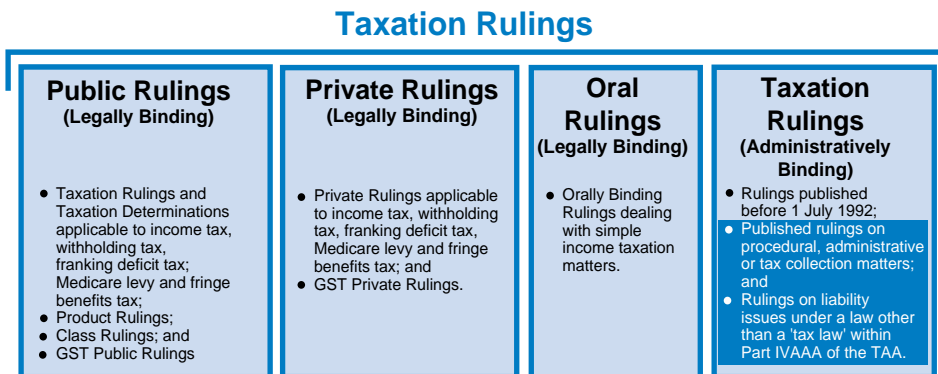 Taxation Rulings
Public Rulings
(Legally Binding)
• Taxation Rulings and
Taxation Determinations
applicable to income tax,
withholding tax,
franking deficit tax;
Medicare levy and fringe
benefits tax;
• Product Rulings;
• Class Rulings; and
• GST Public Rulings
Private Rulings
(Legally Binding)
• Private Rulings applicable
to income tax, withholding
tax, franking deficit tax,
Medicare levy and fringe
benefits tax; and
• GST Private Rulings.
Oral
Rulings
(Legally Binding)
• Orally Binding
Rulings dealing
with simple
income taxation
matters.
Taxation
Rulings
(Administratively
Binding)
• Rulings published
before 1 July 1992;
• Published rulings on
procedural, administrative
or tax collection matters;
and
• Rulings on liability
issues under a law other
than a 'tax law' within
Part IVAAA of the TAA.